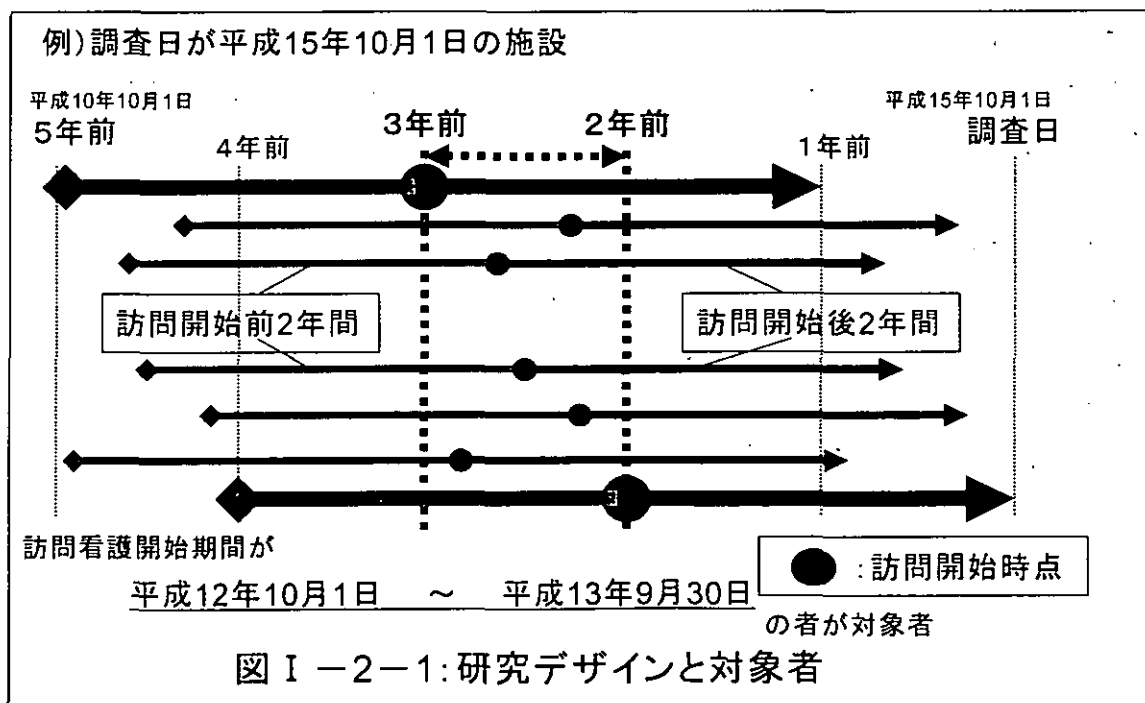 例)調査日が平成15年10月1日の施設
平成10年10月1日
5年前
4年前
3年前
2年前
1年前
平成15年10月1日
調査日
訪問開始前2年間
訪問開始後2年間
訪問看護開始期間が
平成12年10月1日 ～ 平成13年9月30日
:訪問開始時点
の者が対象者
図Ⅰ－2－1:研究デザインと対象者